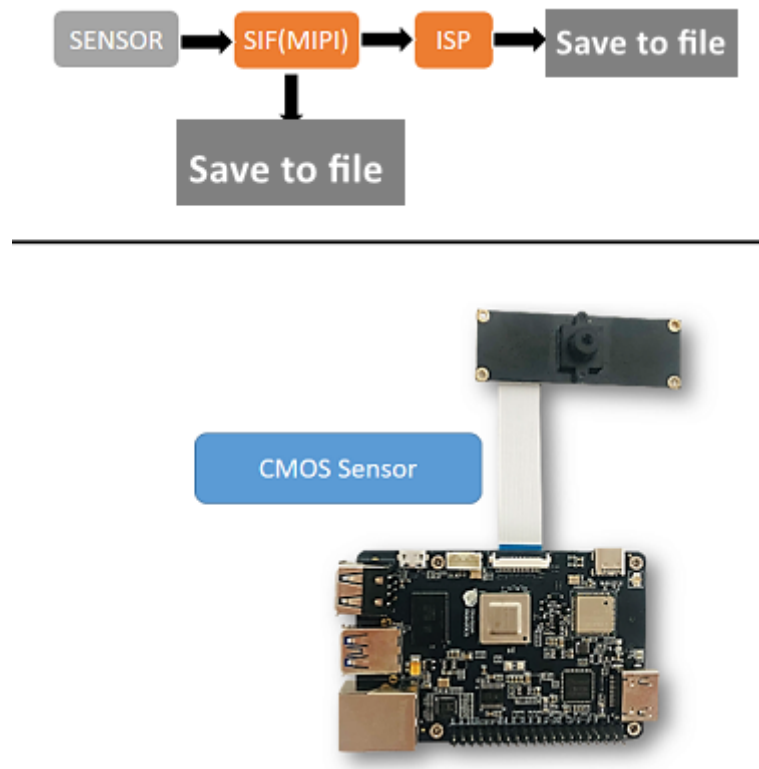 SENSOR
SIF(MIPI)
ISP
Save to file
Save to file
CMOS Sensor